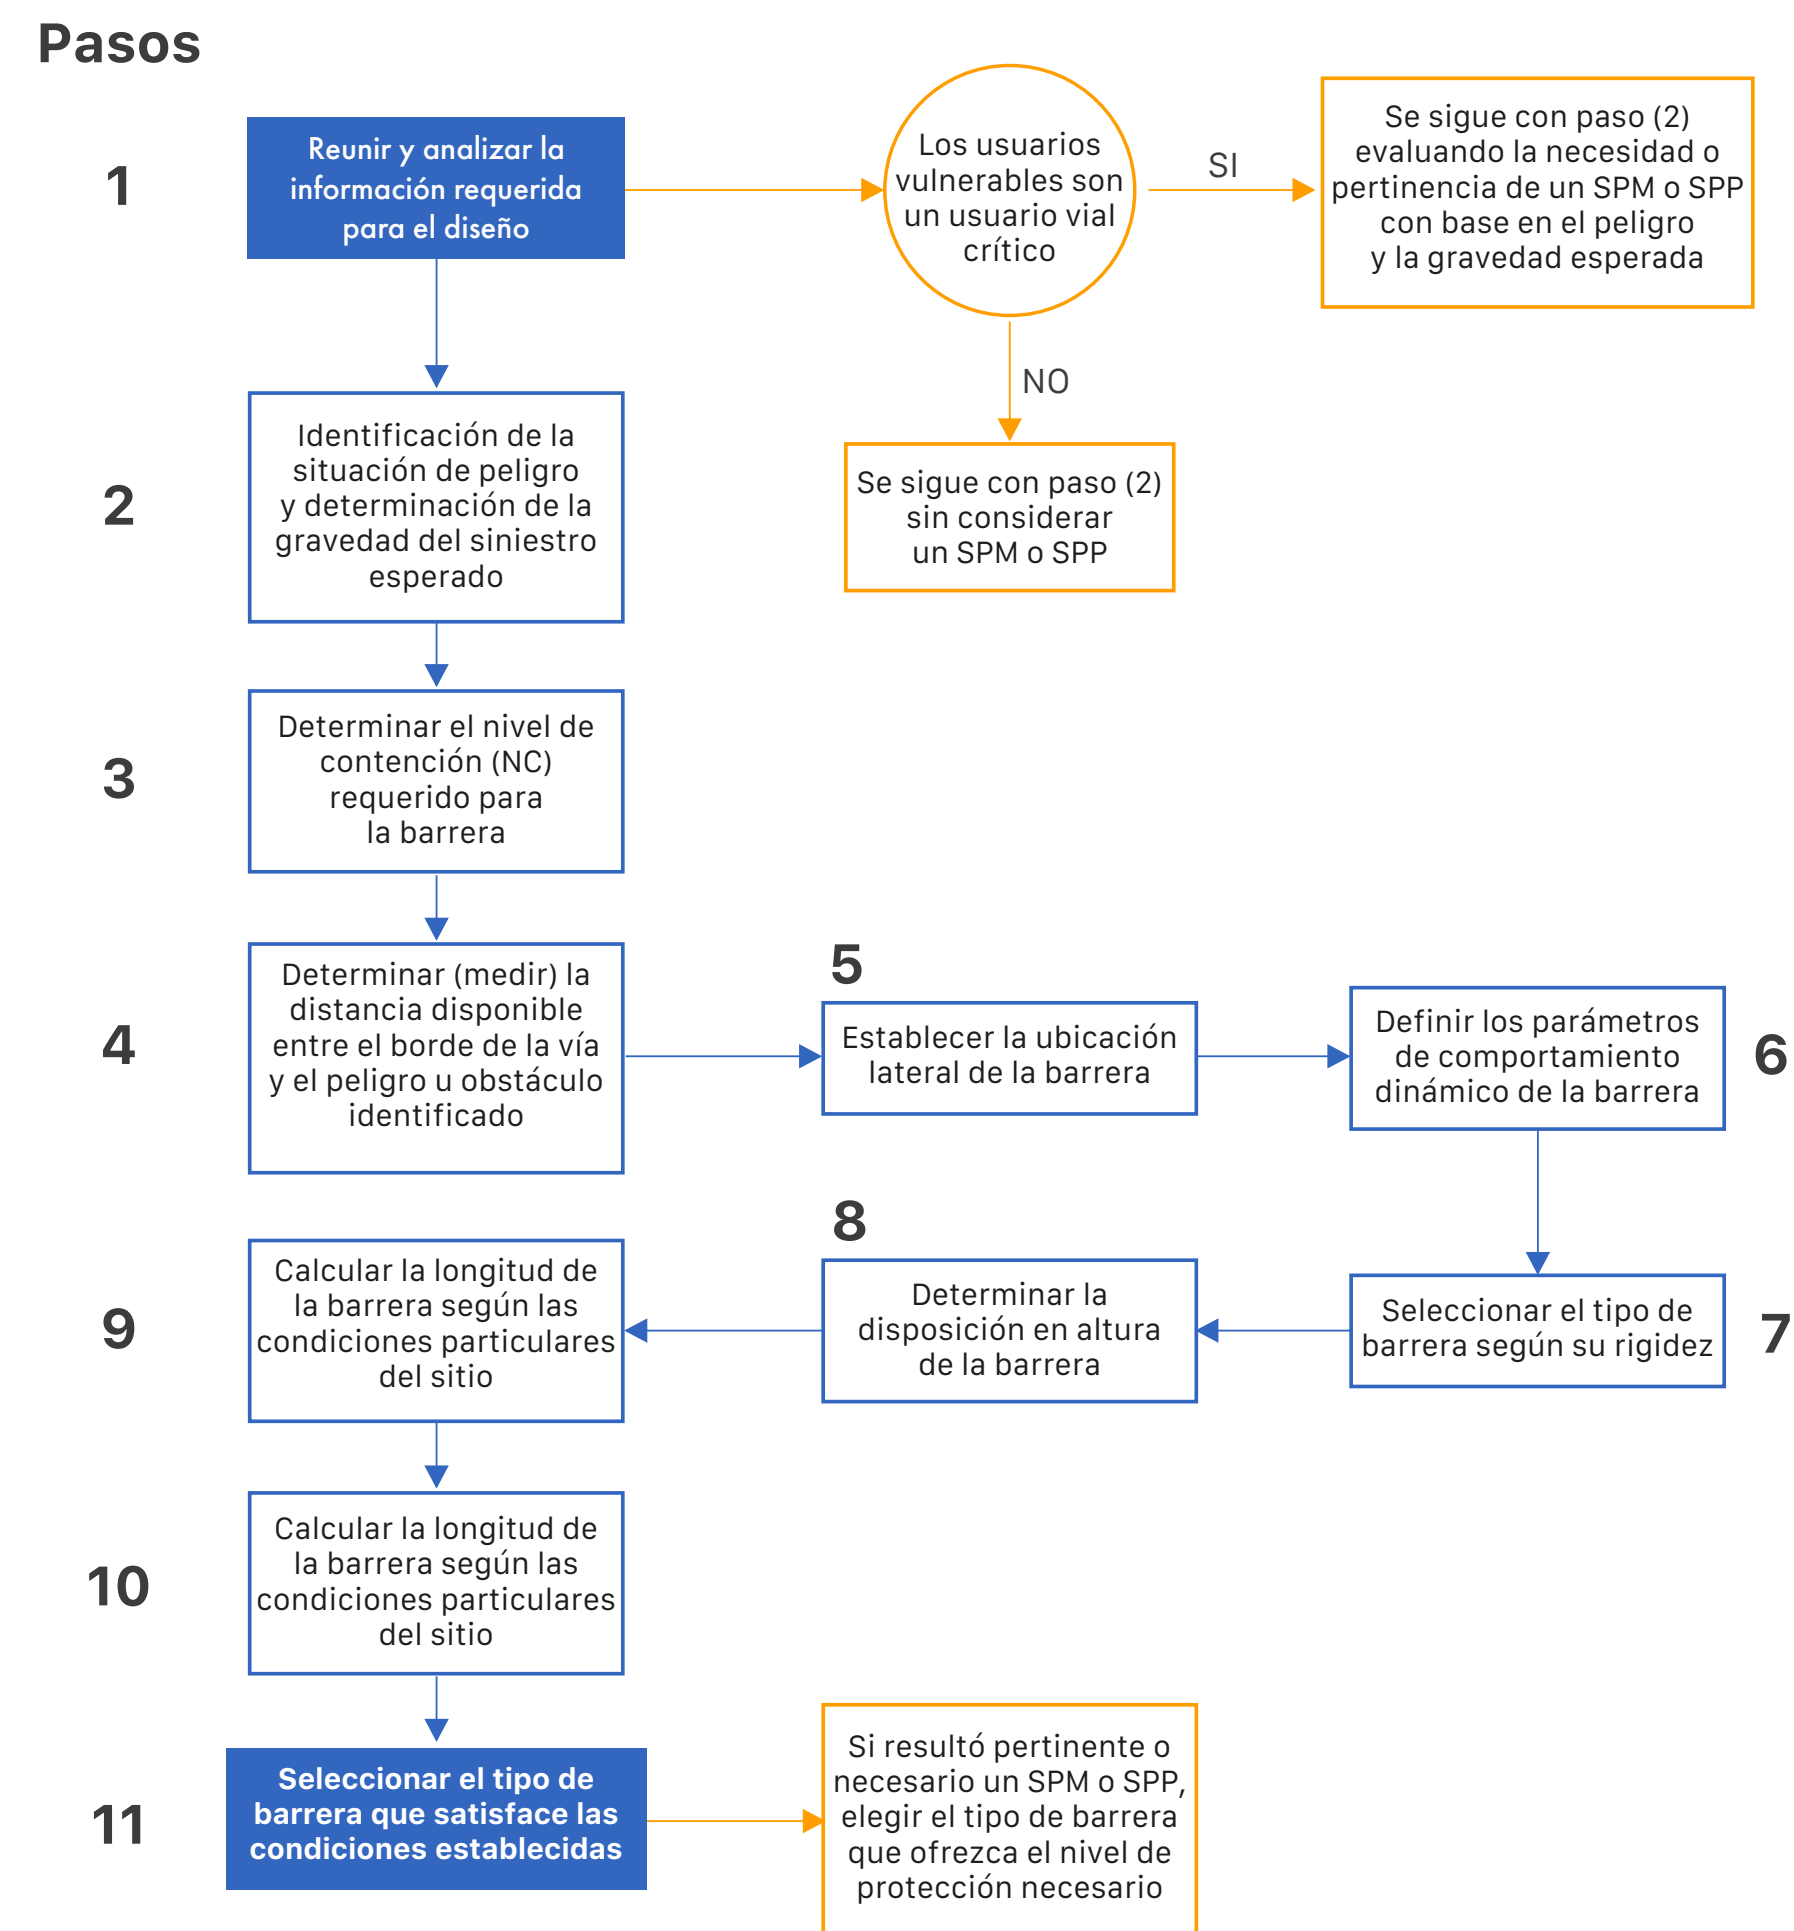 Pasos
1
Reunir y analizar la
información requerida
para el diseño
Los usuarios
vulnerables son
un usuario vial
crítico
SI
Se sigue con paso (2)
evaluando la necesidad o
pertinencia de un SPM o SPP
con base en el peligro
y la gravedad esperada
NO
Se sigue con paso (2)
sin considerar
un SPM o SPP
2
Identificación de la
situación de peligro
y determinación de la
gravedad del siniestro
esperado
3
Determinar el nivel de
contención (NC)
requerido para
la barrera
4
Determinar (medir) la
distancia disponible
entre el borde de la vía
y el peligro u obstáculo
identificado
5
Establecer la ubicación
lateral de la barrera
6
Definir los parámetros
de comportamiento
dinámico de la barrera
7
Seleccionar el tipo de
barrera según su rigidez
8
Determinar la
disposición en altura
de la barrera
9
Calcular la longitud de
la barrera según las
condiciones particulares
del sitio
10
Calcular la longitud de
la barrera según las
condiciones particulares
del sitio
11
Seleccionar el tipo de
barrera que satisface las
condiciones establecidas
Si resultó pertinente o
necesario un SPM o SPP,
elegir el tipo de barrera
que ofrezca el nivel de
protección necesario